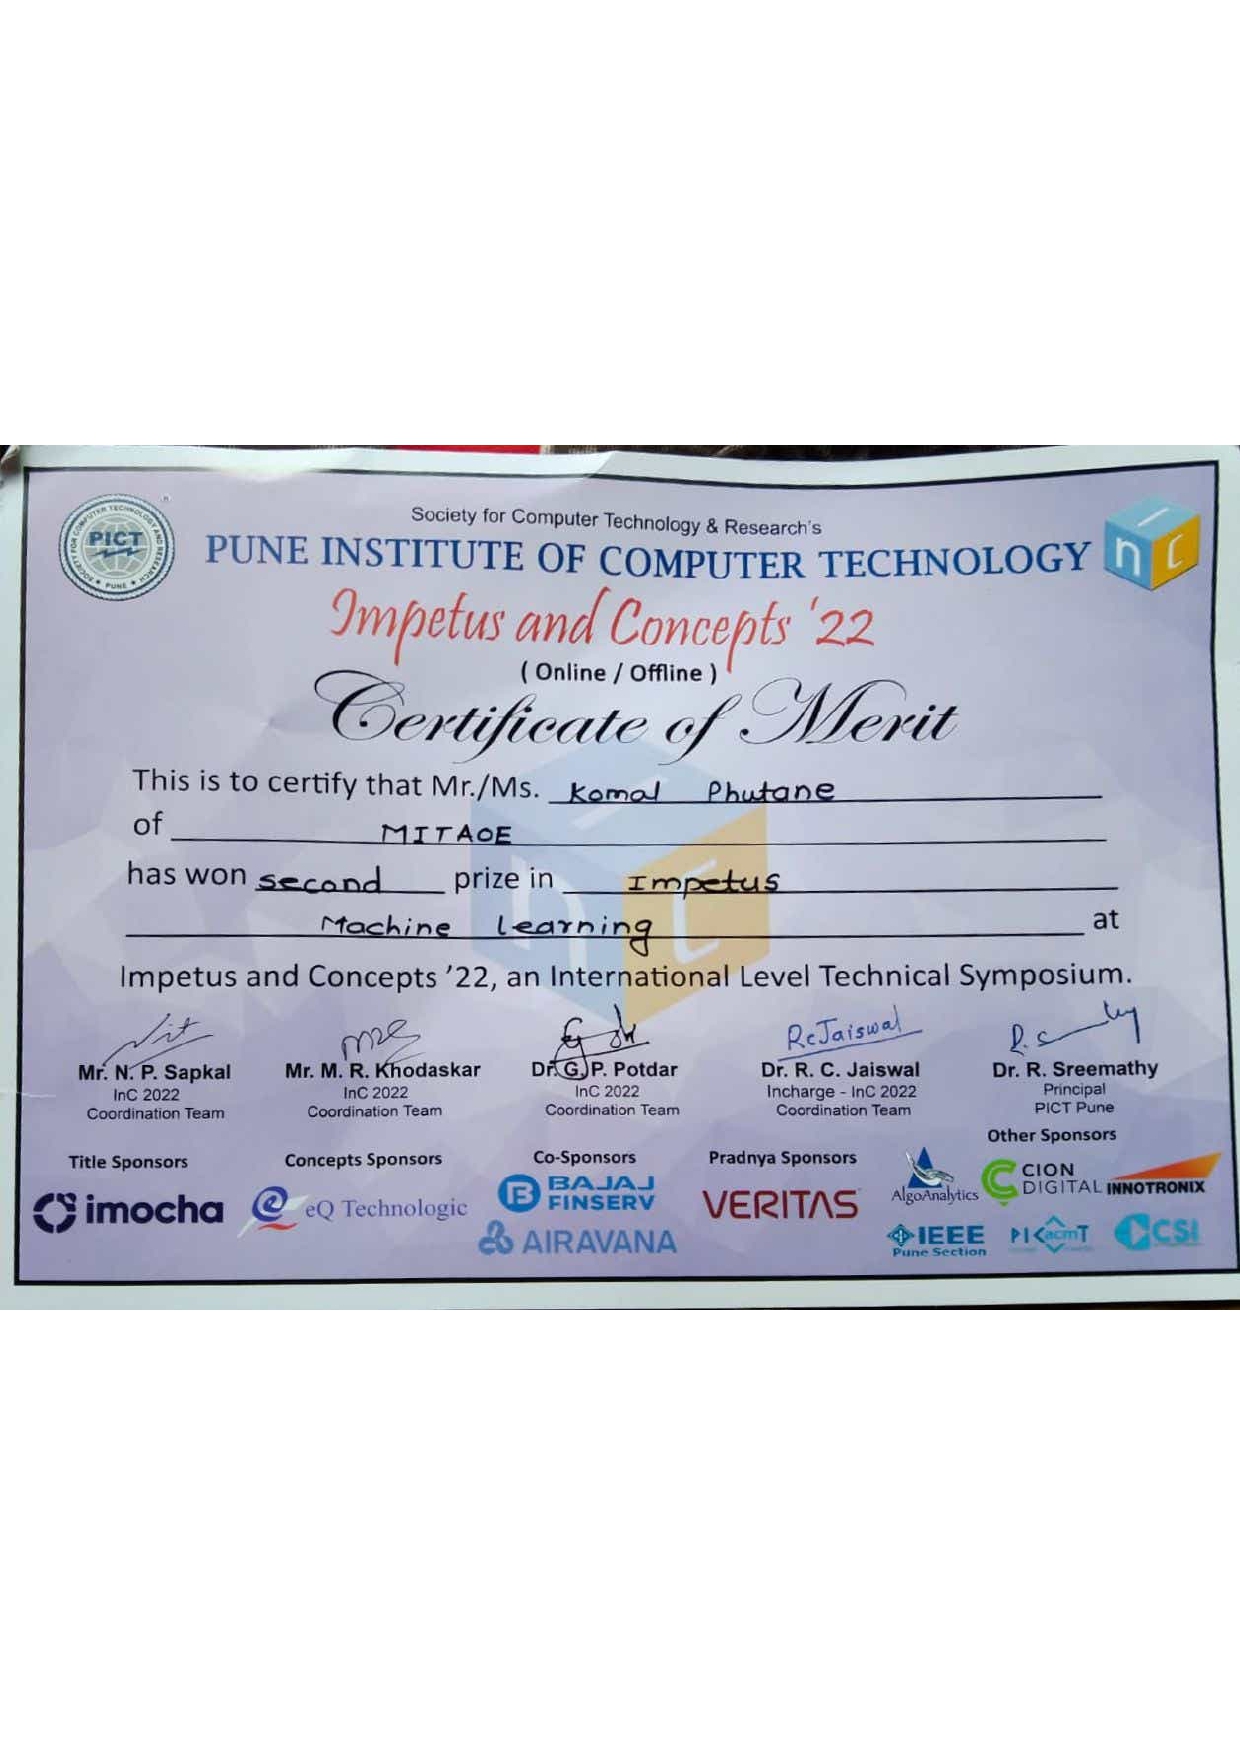 SOCIETY FOR COMPUTER TECHNOLOGY AND RESEARCH
PICT
PUNE
Society for Computer Technology & Research's
PUNE INSTITUTE OF COMPUTER TECHNOLOGY
nc
Impetus and Concepts '22
( Online / Offline )
Certificate of Merit
This is to certify that Mr./Ms. Komal Phutane
of MITAOE
has won second prize in Impetus
Machine Learning at
Impetus and Concepts '22, an International Level Technical Symposium.
RcJaiswal
Mr. N. P. Sapkal Mr. M. R. Khodaskar Dr. G. P. Potdar Dr. R. C. Jaiswal Dr. R. Sreemathy
InC 2022 InC 2022 InC 2022 Incharge - InC 2022 Principal
Coordination Team Coordination Team Coordination Team Coordination Team PICT Pune
Title Sponsors Concepts Sponsors Co-Sponsors Pradnya Sponsors Other Sponsors
imocha eQ Technologic BAJAJ FINSERV VERITAS AlgoAnalytics CION DIGITAL INNOTRONIX
AIRAVANA IEEE Pune Section PICT acm CSI